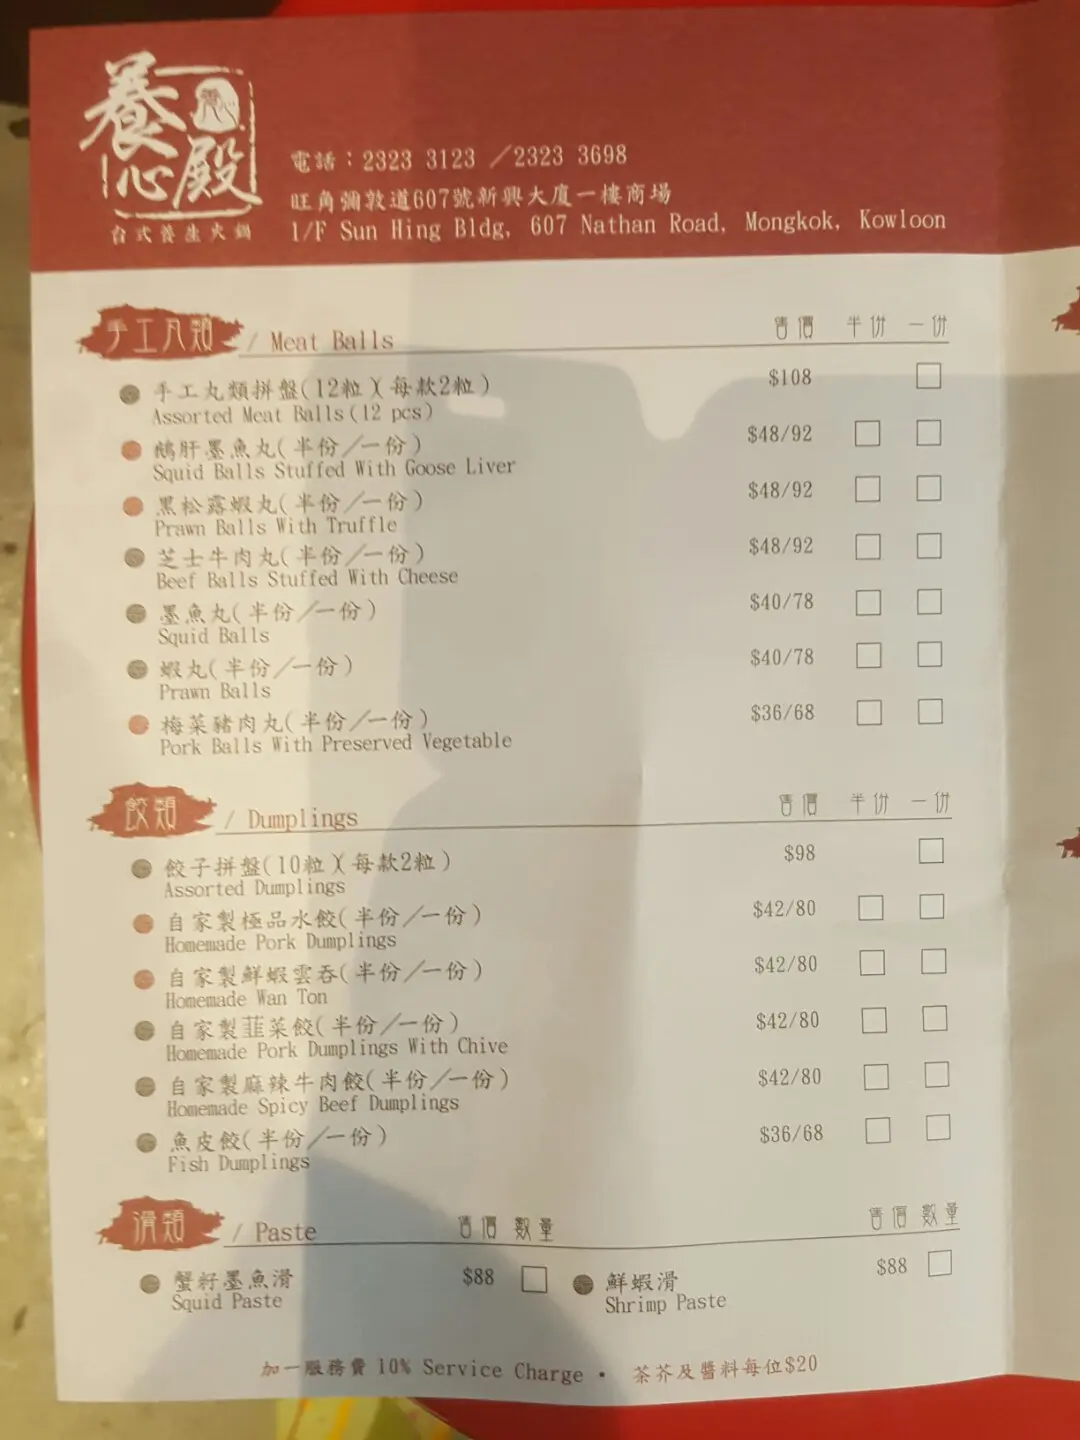 養心殿
台式養生火鍋
電話：2323 3123 ／2323 3698
旺角彌敦道607號新興大廈一樓商場
1/F Sun Hing Bldg, 607 Nathan Road, Mongkok, Kowloon
手工丸類 / Meat Balls 售價 半份 一份
手工丸類拼盤(12粒)(每款2粒) $108
Assorted Meat Balls(12 pcs)
鵝肝墨魚丸(半份／一份) $48/92
Squid Balls Stuffed With Goose Liver
黑松露蝦丸(半份／一份) $48/92
Prawn Balls With Truffle
芝士牛肉丸(半份／一份) $48/92
Beef Balls Stuffed With Cheese
墨魚丸(半份／一份) $40/78
Squid Balls
蝦丸(半份／一份) $40/78
Prawn Balls
梅菜豬肉丸(半份／一份) $36/68
Pork Balls With Preserved Vegetable
餃類 / Dumplings 售價 半份 一份
餃子拼盤(10粒)(每款2粒) $98
Assorted Dumplings
自家製極品水餃(半份／一份) $42/80
Homemade Pork Dumplings
自家製鮮蝦雲吞(半份／一份) $42/80
Homemade Wan Ton
自家製韮菜餃(半份／一份) $42/80
Homemade Pork Dumplings With Chive
自家製麻辣牛肉餃(半份／一份) $42/80
Homemade Spicy Beef Dumplings
魚皮餃(半份／一份) $36/68
Fish Dumplings
滑類 / Paste 售價 數量 售價 數量
蟹籽墨魚滑 $88 鮮蝦滑 $88
Squid Paste Shrimp Paste
加一服務費 10% Service Charge • 茶芥及醬料每位$20